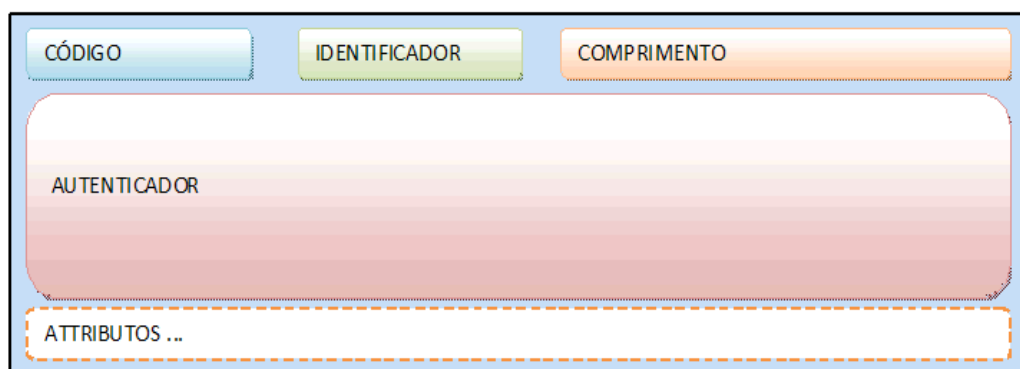 CÓDIGO IDENTIFICADOR COMPRIMENTO
AUTENTICADOR
ATTRIBUTOS ...